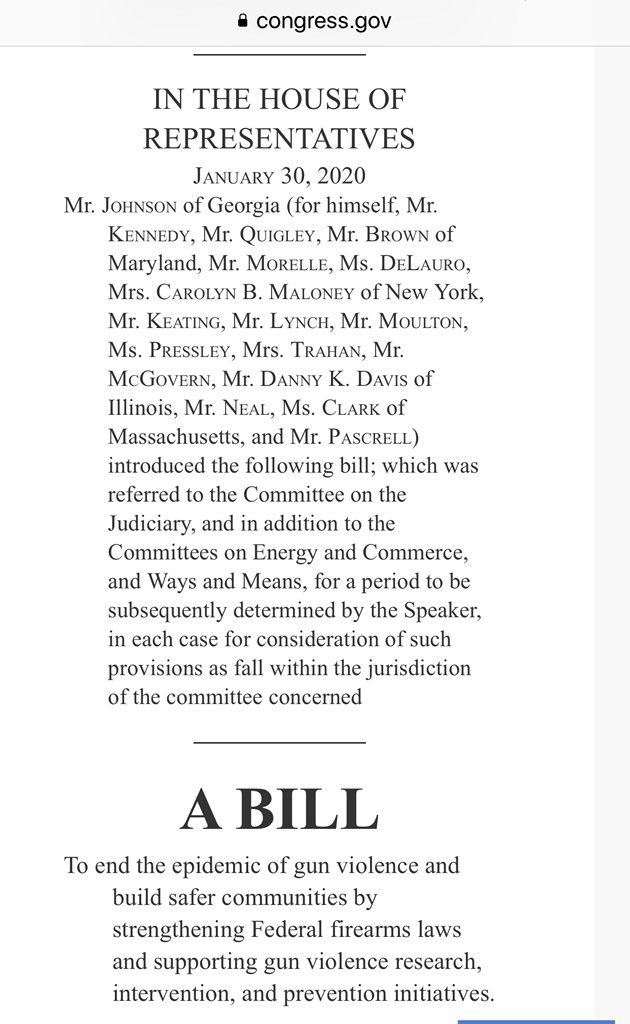 congress.gov
IN THE HOUSE OF
REPRESENTATIVES
JANUARY 30, 2020
Mr. JOHNSON of Georgia (for himself, Mr.
KENNEDY, Mr. QUIGLEY, Mr. BROWN of
Maryland, Mr. MORELLE, Ms. DELAURO,
Mrs. CAROLYN B. MALONEY of New York,
Mr. KEATING, Mr. LYNCH, Mr. MOULTON,
Ms. PRESSLEY, Mrs. TRAHAN, Mr.
MCGOVERN, Mr. DANNY K. DAVIS of
Illinois, Mr. NEAL, Ms. CLARK of
Massachusetts, and Mr. PASCRELL)
introduced the following bill; which was
referred to the Committee on the
Judiciary, and in addition to the
Committees on Energy and Commerce,
and Ways and Means, for a period to be
subsequently determined by the Speaker,
in each case for consideration of such
provisions as fall within the jurisdiction
of the committee concerned
A BILL
To end the epidemic of gun violence and
build safer communities by
strengthening Federal firearms laws
and supporting gun violence research,
intervention, and prevention initiatives.